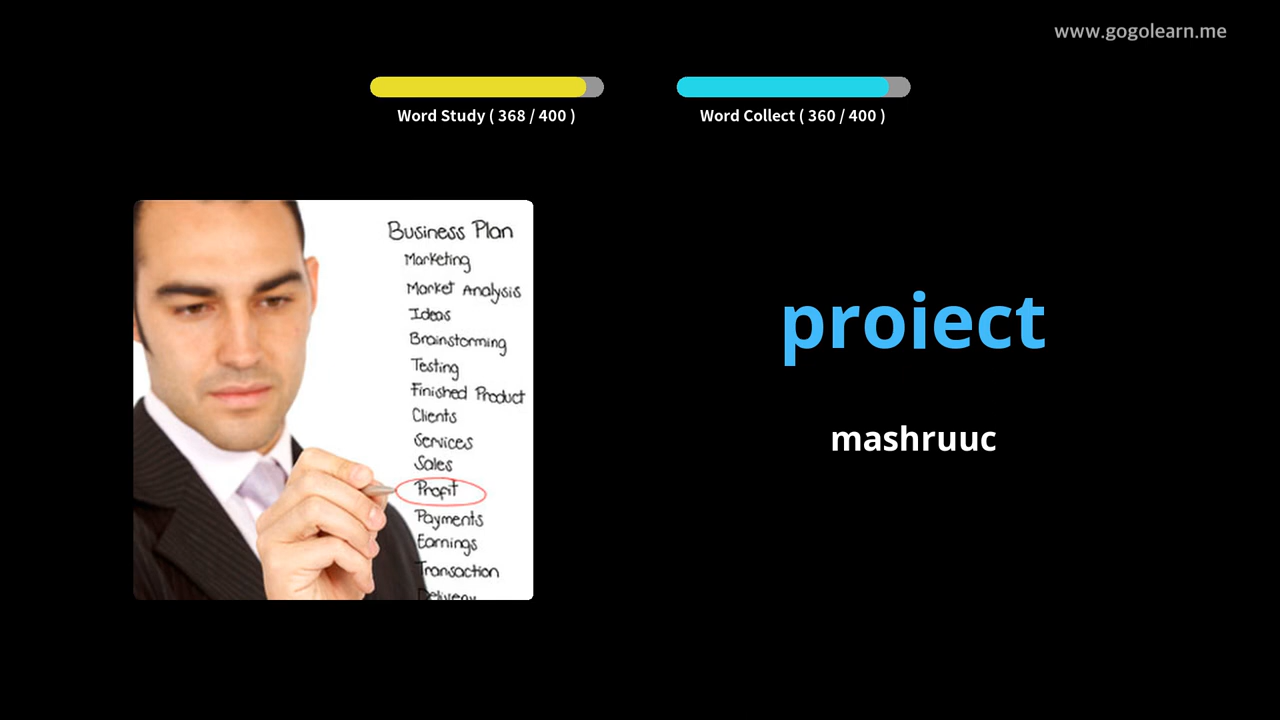 www.gogolearn.me
Word Study ( 368 / 400 )
Word Collect ( 360 / 400 )
Business Plan
Marketing
Market Analysis
Ideas
Brainstorming
Testing
Finished Product
Clients
Services
Sales
Profit
Payments
Earnings
Transaction
Delivery
proiect
mashruuc